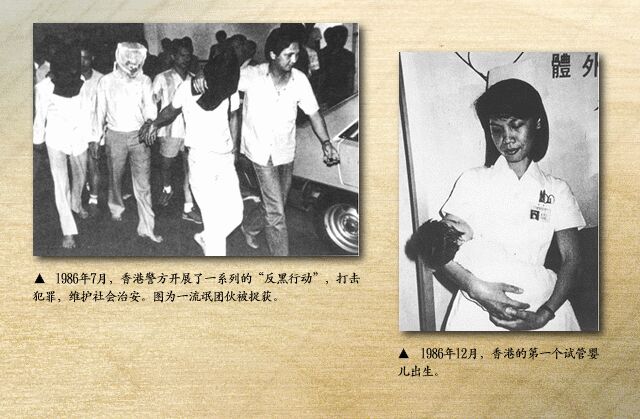 體外
▲ 1986年7月，香港警方开展了一系列的“反黑行动”，打击
犯罪，维护社会治安。图为一流氓团伙被捉获。
▲ 1986年12月，香港的第一个试管婴
儿出生。